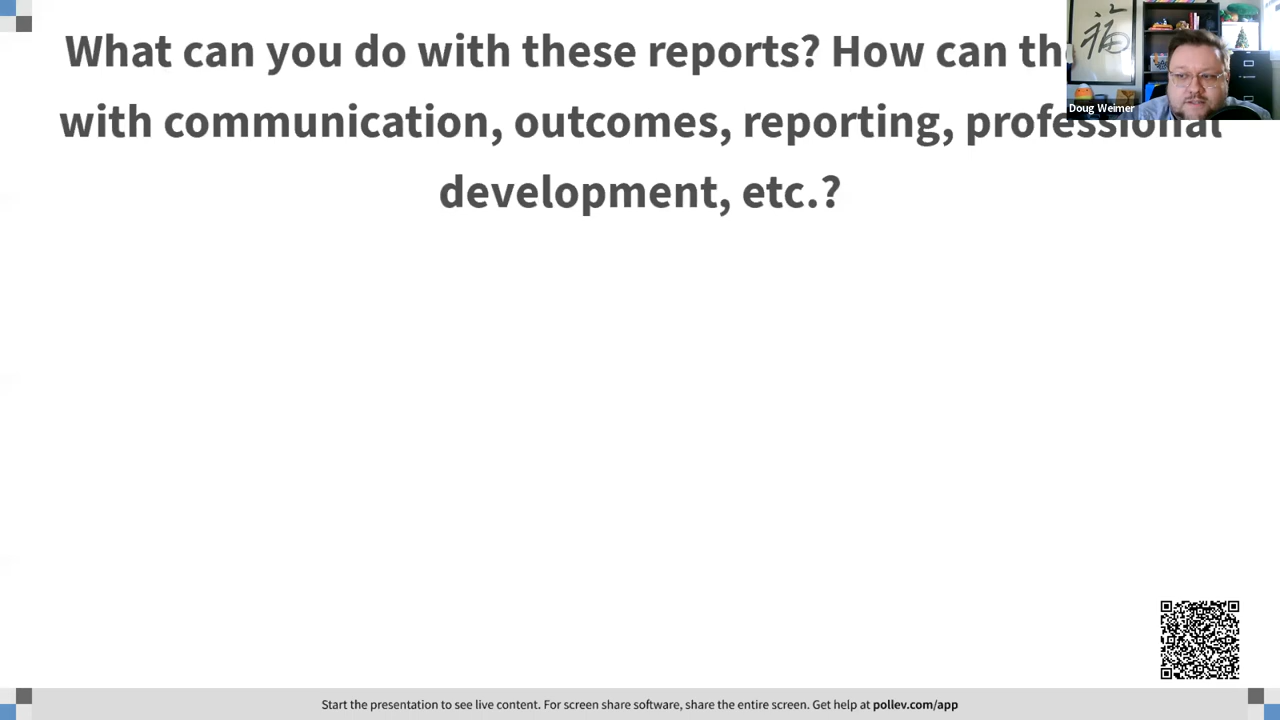 What can you do with these reports? How can
with communication, outcomes, reporting, professional
development, etc.?
福
Doug Weimer
Start the presentation to see live content. For screen share software, share the entire screen. Get help at pollev.com/app